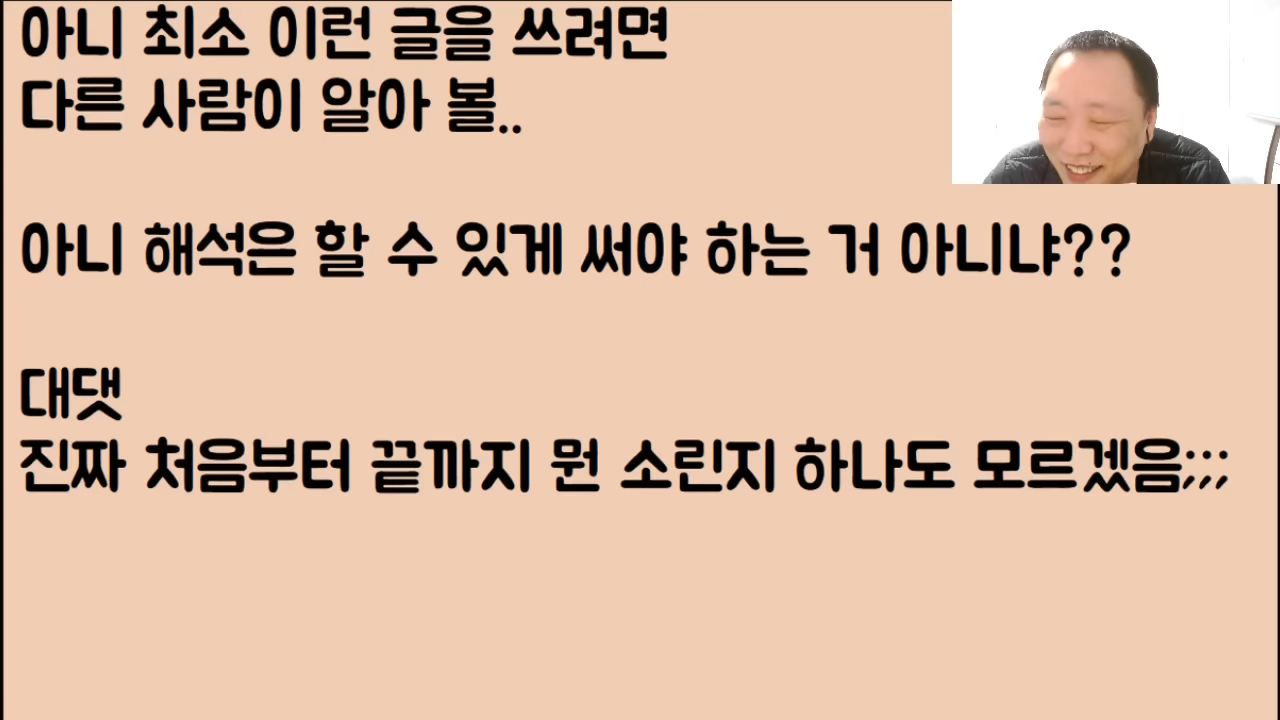 아니 최소 이런 글을 쓰려면
다른 사람이 알아 볼..
아니 해석은 할 수 있게 써야 하는 거 아니냐??
대댓
진짜 처음부터 끝까지 뭔 소린지 하나도 모르겠음;;;